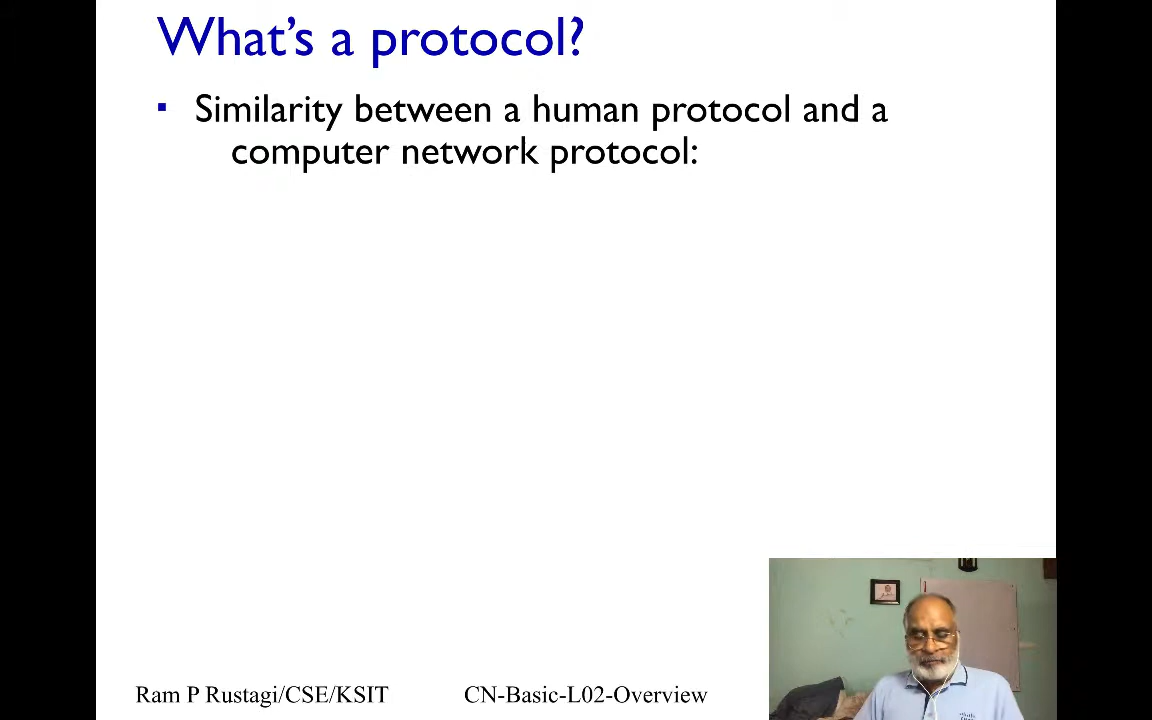 What's a protocol?
▪ Similarity between a human protocol and a
computer network protocol:
Ram P Rustagi/CSE/KSIT CN-Basic-L02-Overview